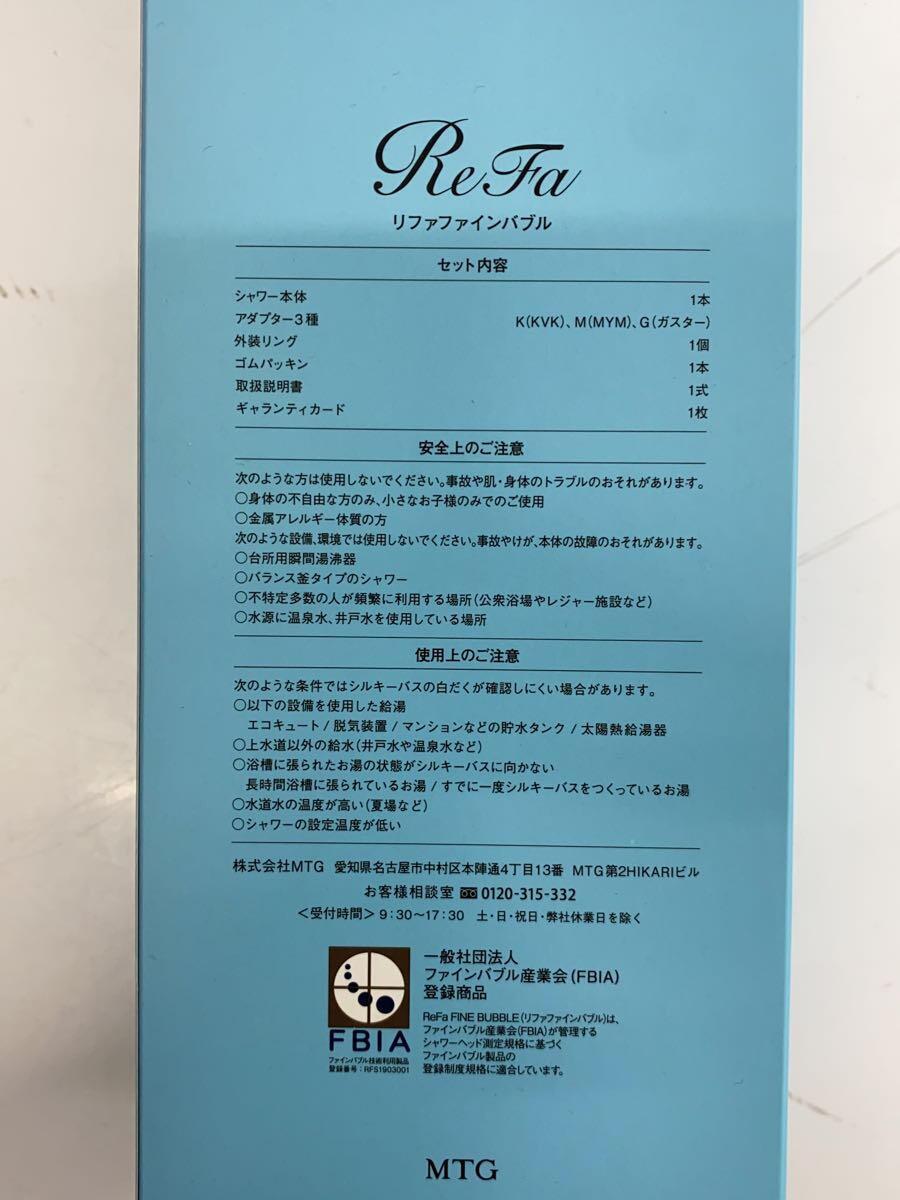 ReFa
リファファインバブル
セット内容
シャワー本体 1本
アダプター3種 K(KVK)、M(MYM)、G(ガスター)
外装リング 1個
ゴムパッキン 1本
取扱説明書 1式
ギャランティカード 1枚
安全上のご注意
次のような方は使用しないでください。事故や肌・身体のトラブルのおそれがあります。
○身体の不自由な方のみ、小さなお子様のみでのご使用
○金属アレルギー体質の方
次のような設備、環境では使用しないでください。事故やけが、本体の故障のおそれがあります。
○台所用瞬間湯沸器
○バランス釜タイプのシャワー
○不特定多数の人が頻繁に利用する場所(公衆浴場やレジャー施設など)
○水源に温泉水、井戸水を使用している場所
使用上のご注意
次のような条件ではシルキーバスの白だくが確認しにくい場合があります。
○以下の設備を使用した給湯
エコキュート / 脱気装置 / マンションなどの貯水タンク / 太陽熱給湯器
○上水道以外の給水(井戸水や温泉水など)
○浴槽に張られたお湯の状態がシルキーバスに向かない
長時間浴槽に張られているお湯 / すでに一度シルキーバスをつくっているお湯
○水道水の温度が高い(夏場など)
○シャワーの設定温度が低い
株式会社MTG 愛知県名古屋市中村区本陣通4丁目13番 MTG第2HIKARIビル
お客様相談室 0120-315-332
<受付時間> 9:30~17:30 土・日・祝日・弊社休業日を除く
一般社団法人
ファインバブル産業会(FBIA)
登録商品
ReFa FINE BUBBLE(リファファインバブル)は、
ファインバブル産業会(FBIA)が管理する
シャワーヘッド測定規格に基づく
ファインバブル製品の
登録制度規格に適合しています。
FBIA
ファインバブル技術利用製品
登録番号:RFS1903001
MTG